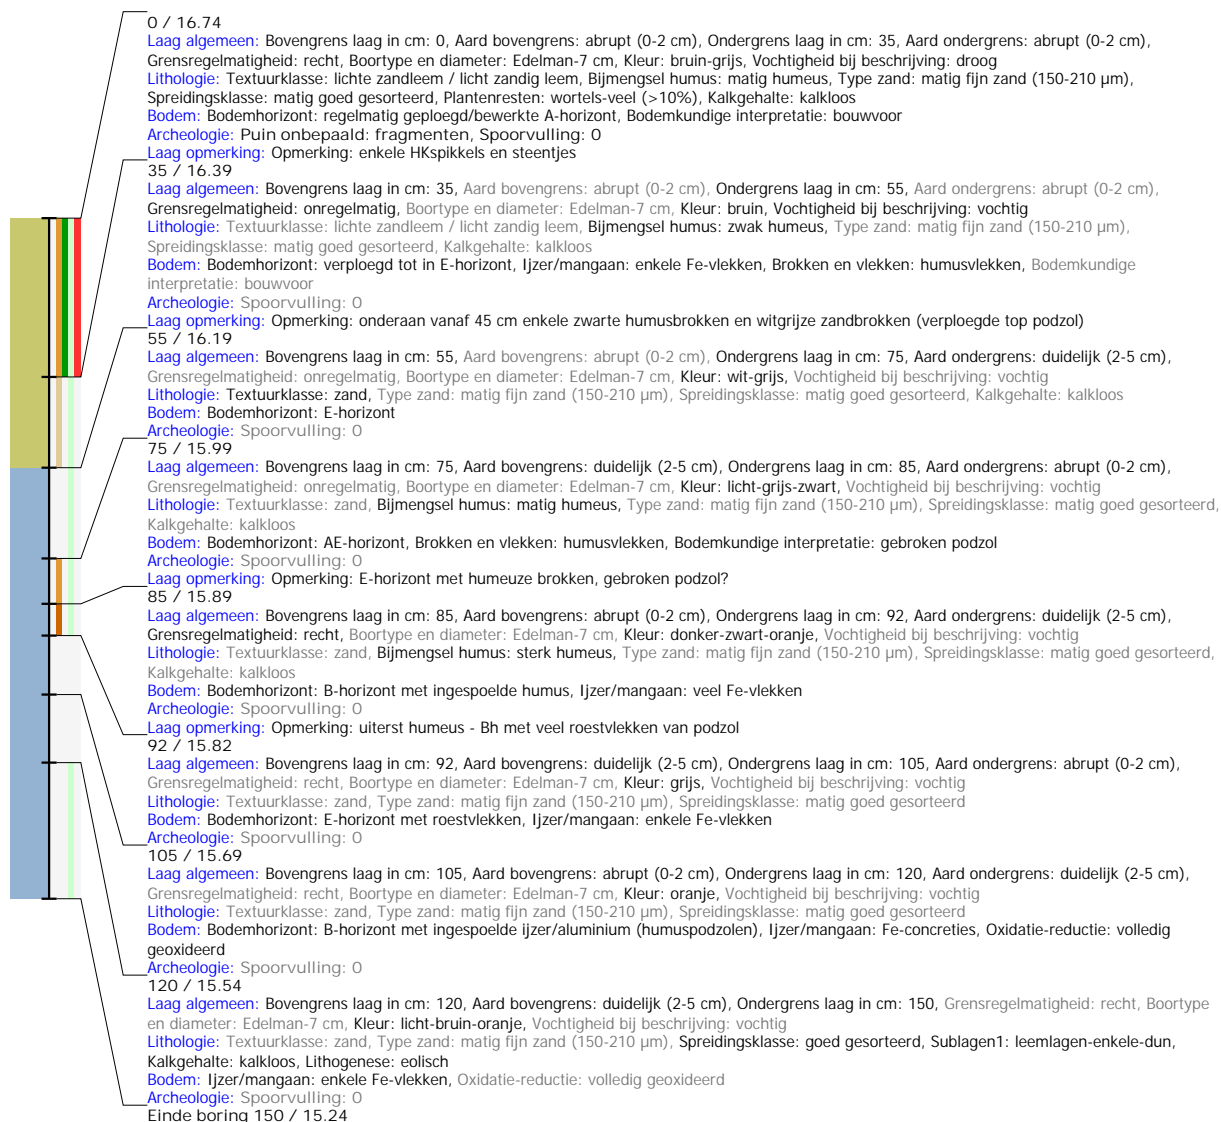 0 / 16.74
Laag algemeen: Bovengrens laag in cm: 0, Aard bovengrens: abrupt (0-2 cm), Ondergrens laag in cm: 35, Aard ondergrens: abrupt (0-2 cm),
Grensregelmatigheid: recht, Boortype en diameter: Edelman-7 cm, Kleur: bruin-grijs, Vochtigheid bij beschrijving: droog
Lithologie: Textuurklasse: lichte zandleem / licht zandig leem, Bijmengsel humus: matig humeus, Type zand: matig fijn zand (150-210 µm),
Spreidingsklasse: matig goed gesorteerd, Plantenresten: wortels-veel (>10%), Kalkgehalte: kalkloos
Bodem: Bodemhorizont: regelmatig geploegd/bewerkte A-horizont, Bodemkundige interpretatie: bouwvoor
Archeologie: Puin onbepaald: fragmenten, Spoorvulling: 0
Laag opmerking: Opmerking: enkele HKspikkels en steentjes
35 / 16.39
Laag algemeen: Bovengrens laag in cm: 35, Aard bovengrens: abrupt (0-2 cm), Ondergrens laag in cm: 55, Aard ondergrens: abrupt (0-2 cm),
Grensregelmatigheid: onregelmatig, Boortype en diameter: Edelman-7 cm, Kleur: bruin, Vochtigheid bij beschrijving: vochtig
Lithologie: Textuurklasse: lichte zandleem / licht zandig leem, Bijmengsel humus: zwak humeus, Type zand: matig fijn zand (150-210 µm),
Spreidingsklasse: matig goed gesorteerd, Kalkgehalte: kalkloos
Bodem: Bodemhorizont: verploegd tot in E-horizont, Ijzer/mangaan: enkele Fe-vlekken, Brokken en vlekken: humusvlekken, Bodemkundige
interpretatie: bouwvoor
Archeologie: Spoorvulling: 0
Laag opmerking: Opmerking: onderaan vanaf 45 cm enkele zwarte humusbrokken en witgrijze zandbrokken (verploegde top podzol)
55 / 16.19
Laag algemeen: Bovengrens laag in cm: 55, Aard bovengrens: abrupt (0-2 cm), Ondergrens laag in cm: 75, Aard ondergrens: duidelijk (2-5 cm),
Grensregelmatigheid: onregelmatig, Boortype en diameter: Edelman-7 cm, Kleur: wit-grijs, Vochtigheid bij beschrijving: vochtig
Lithologie: Textuurklasse: zand, Type zand: matig fijn zand (150-210 µm), Spreidingsklasse: matig goed gesorteerd, Kalkgehalte: kalkloos
Bodem: Bodemhorizont: E-horizont
Archeologie: Spoorvulling: 0
75 / 15.99
Laag algemeen: Bovengrens laag in cm: 75, Aard bovengrens: duidelijk (2-5 cm), Ondergrens laag in cm: 85, Aard ondergrens: abrupt (0-2 cm),
Grensregelmatigheid: onregelmatig, Boortype en diameter: Edelman-7 cm, Kleur: licht-grijs-zwart, Vochtigheid bij beschrijving: vochtig
Lithologie: Textuurklasse: zand, Bijmengsel humus: matig humeus, Type zand: matig fijn zand (150-210 µm), Spreidingsklasse: matig goed gesorteerd,
Kalkgehalte: kalkloos
Bodem: Bodemhorizont: AE-horizont, Brokken en vlekken: humusvlekken, Bodemkundige interpretatie: gebroken podzol
Archeologie: Spoorvulling: 0
Laag opmerking: Opmerking: E-horizont met humeuze brokken, gebroken podzol?
85 / 15.89
Laag algemeen: Bovengrens laag in cm: 85, Aard bovengrens: abrupt (0-2 cm), Ondergrens laag in cm: 92, Aard ondergrens: duidelijk (2-5 cm),
Grensregelmatigheid: recht, Boortype en diameter: Edelman-7 cm, Kleur: donker-zwart-oranje, Vochtigheid bij beschrijving: vochtig
Lithologie: Textuurklasse: zand, Bijmengsel humus: sterk humeus, Type zand: matig fijn zand (150-210 µm), Spreidingsklasse: matig goed gesorteerd,
Kalkgehalte: kalkloos
Bodem: Bodemhorizont: B-horizont met ingespoelde humus, Ijzer/mangaan: veel Fe-vlekken
Archeologie: Spoorvulling: 0
Laag opmerking: Opmerking: uiterst humeus - Bh met veel roestvlekken van podzol
92 / 15.82
Laag algemeen: Bovengrens laag in cm: 92, Aard bovengrens: duidelijk (2-5 cm), Ondergrens laag in cm: 105, Aard ondergrens: abrupt (0-2 cm),
Grensregelmatigheid: recht, Boortype en diameter: Edelman-7 cm, Kleur: grijs, Vochtigheid bij beschrijving: vochtig
Lithologie: Textuurklasse: zand, Type zand: matig fijn zand (150-210 µm), Spreidingsklasse: matig goed gesorteerd
Bodem: Bodemhorizont: E-horizont met roestvlekken, Ijzer/mangaan: enkele Fe-vlekken
Archeologie: Spoorvulling: 0
105 / 15.69
Laag algemeen: Bovengrens laag in cm: 105, Aard bovengrens: abrupt (0-2 cm), Ondergrens laag in cm: 120, Aard ondergrens: duidelijk (2-5 cm),
Grensregelmatigheid: recht, Boortype en diameter: Edelman-7 cm, Kleur: oranje, Vochtigheid bij beschrijving: vochtig
Lithologie: Textuurklasse: zand, Type zand: matig fijn zand (150-210 µm), Spreidingsklasse: matig goed gesorteerd
Bodem: Bodemhorizont: B-horizont met ingespoelde ijzer/aluminium (humuspodzolen), Ijzer/mangaan: Fe-concreties, Oxidatie-reductie: volledig
geoxideerd
Archeologie: Spoorvulling: 0
120 / 15.54
Laag algemeen: Bovengrens laag in cm: 120, Aard bovengrens: duidelijk (2-5 cm), Ondergrens laag in cm: 150, Grensregelmatigheid: recht, Boortype
en diameter: Edelman-7 cm, Kleur: licht-bruin-oranje, Vochtigheid bij beschrijving: vochtig
Lithologie: Textuurklasse: zand, Type zand: matig fijn zand (150-210 µm), Spreidingsklasse: goed gesorteerd, Sublagen1: leemlagen-enkele-dun,
Kalkgehalte: kalkloos, Lithogenese: eolisch
Bodem: Ijzer/mangaan: enkele Fe-vlekken, Oxidatie-reductie: volledig geoxideerd
Archeologie: Spoorvulling: 0
Einde boring 150 / 15.24